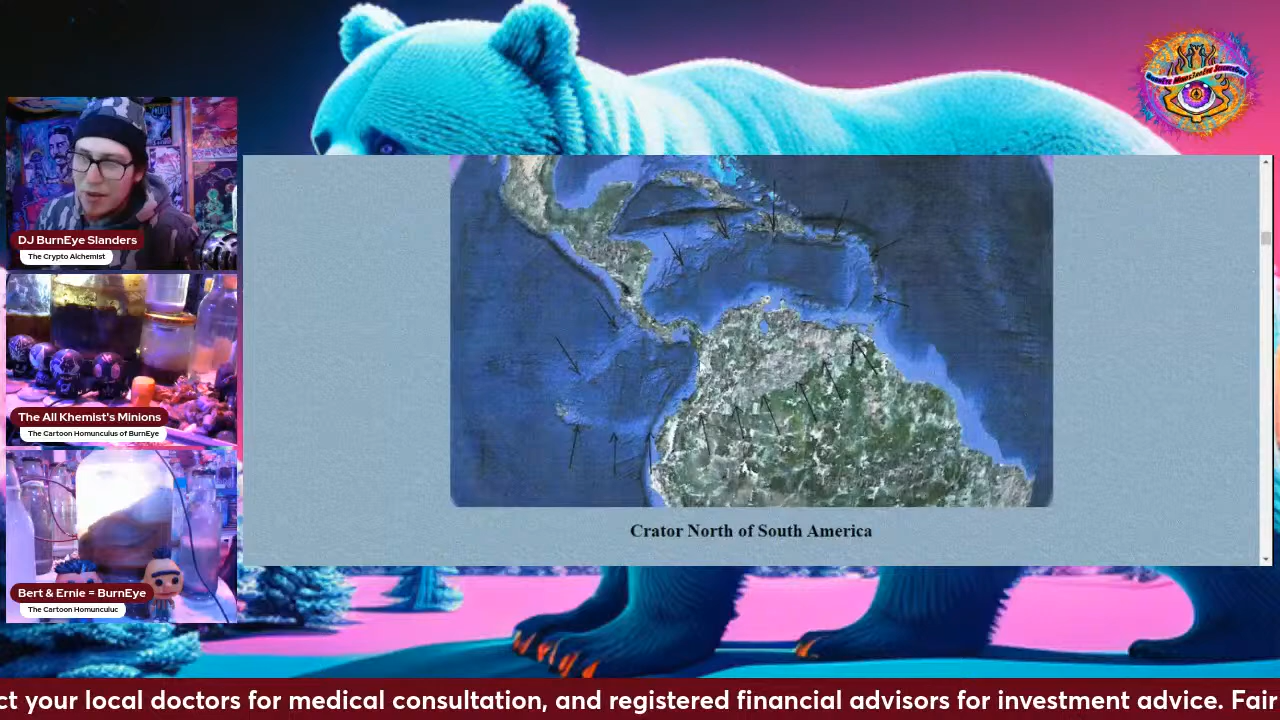 DJ BurnEye Slanders
The Crypto Alchemist
The All Khemist's Minions
The Cartoon Homunculus of BurnEye
Bert & Ernie = BurnEye
The Cartoon Homunculuc
Crator North of South America
ct your local doctors for medical consultation, and registered financial advisors for investment advice. Fair